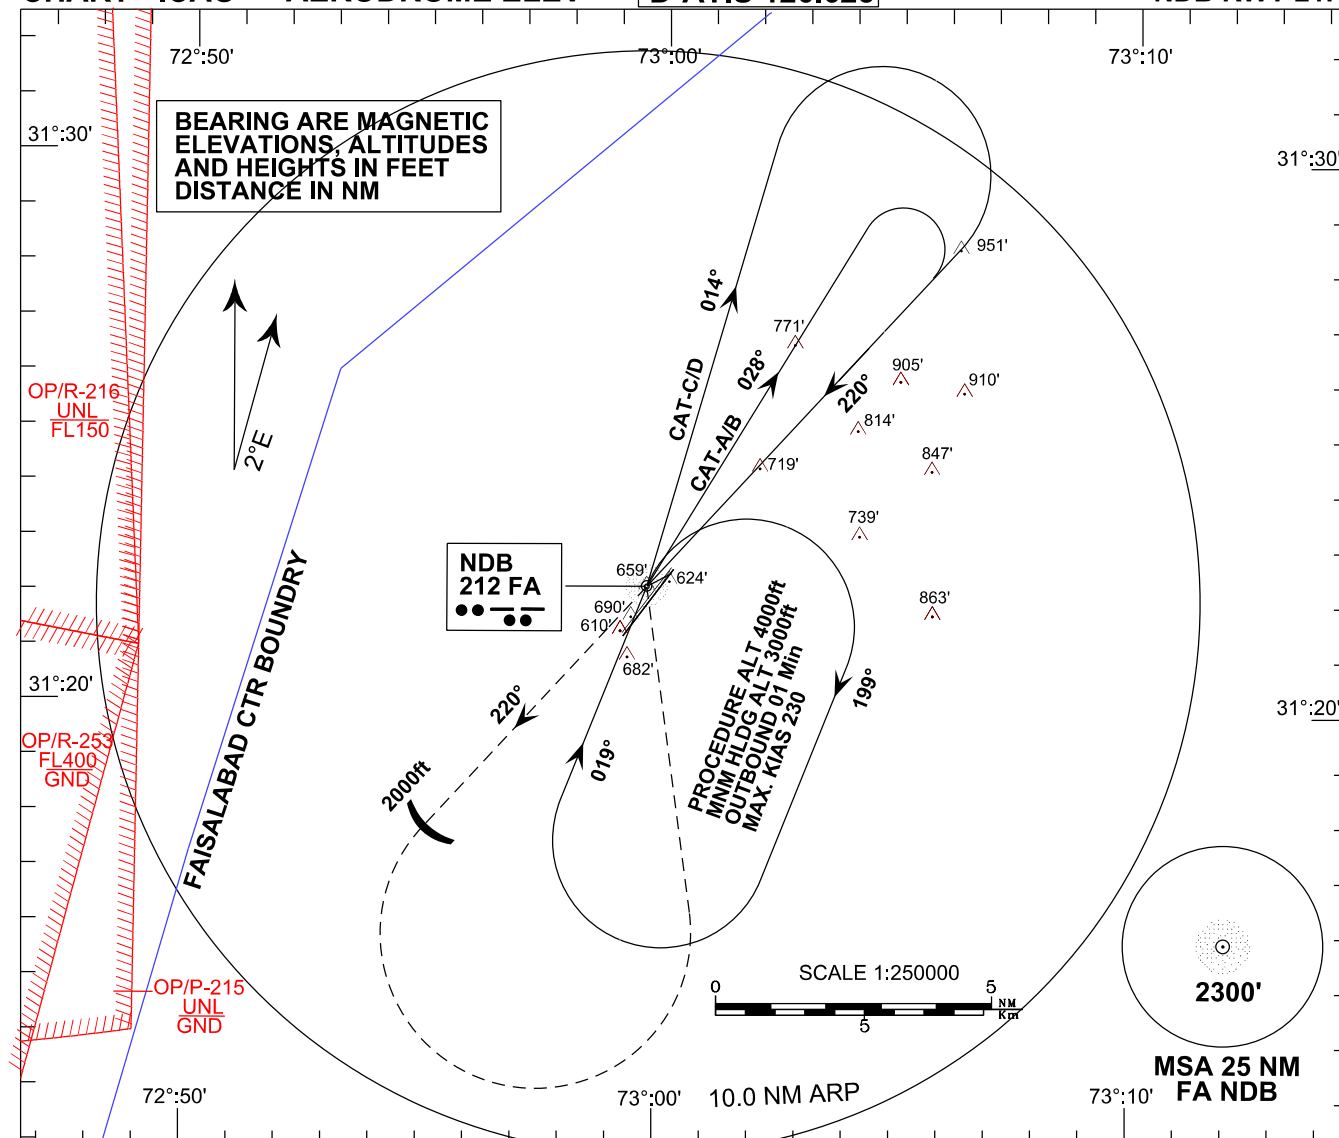 72°:50'
73°:00'
73°:10'
BEARING ARE MAGNETIC
ELEVATIONS, ALTITUDES
AND HEIGHTS IN FEET
DISTANCE IN NM
31°:30'
31°:30'
951'
014°
771'
028°
905'
910'
220°
OP/R-216
UNL
FL150
CAT-C/D
CAT-A/B
814'
2°E
719'
847'
739'
NDB
212 FA
659'
624'
690'
610'
682'
863'
PROCEDURE ALT 4000ft
MNM HLDG ALT 3000ft
OUTBOUND 01 Min
MAX. KIAS 230
199°
31°:20'
31°:20'
220°
019°
OP/R-253
FL400
GND
FAISALABAD CTR BOUNDRY
2000ft
SCALE 1:250000
0
5
NM
Km
5
OP/P-215
UNL
GND
2300'
MSA 25 NM
FA NDB
10.0 NM ARP
72°:50'
73°:00'
73°:10'